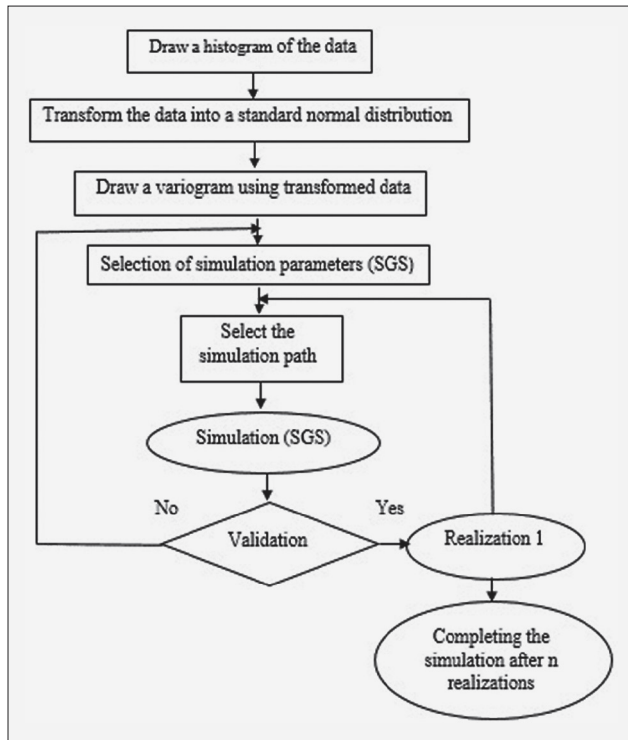 Draw a histogram of the data
Transform the data into a standard normal distribution
Draw a variogram using transformed data
Selection of simulation parameters (SGS)
Select the
simulation path
Simulation (SGS)
No
Yes
Validation
Realization 1
Completing the
simulation after n
realizations